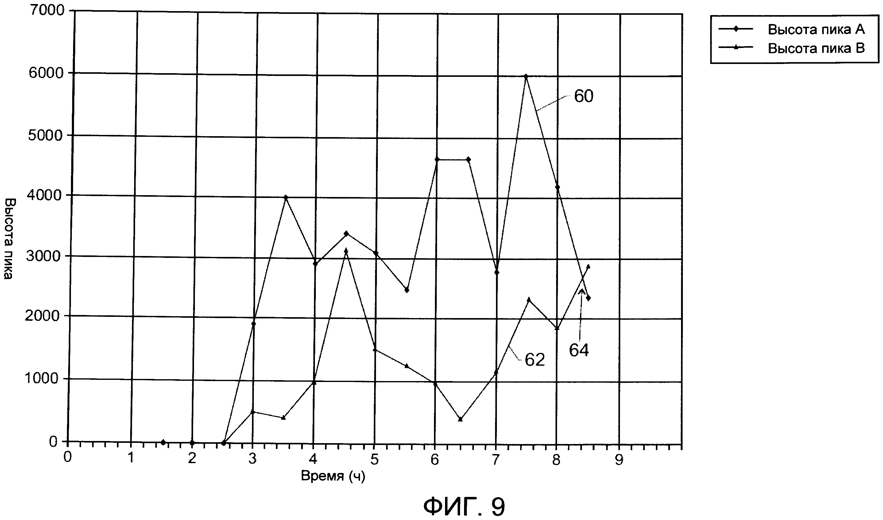 7000
6000
5000
4000
3000
2000
1000
0
Высота пика
0 1 2 3 4 5 6 7 8 9
Время (ч)
60
62
64
Высота пика A
Высота пика B
ФИГ. 9